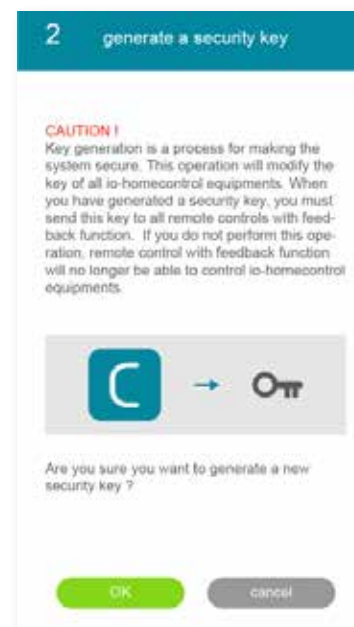 2 generate a security key
CAUTION !
Key generation is a process for making the
system secure. This operation will modify the
key of all io-homecontrol equipments. When
you have generated a security key, you must
send this key to all remote controls with feed-
back function. If you do not perform this ope-
ration, remote control with feedback function
will no longer be able to control io-homecontrol
equipments.
Are you sure you want to generate a new
security key ?
OK cancel